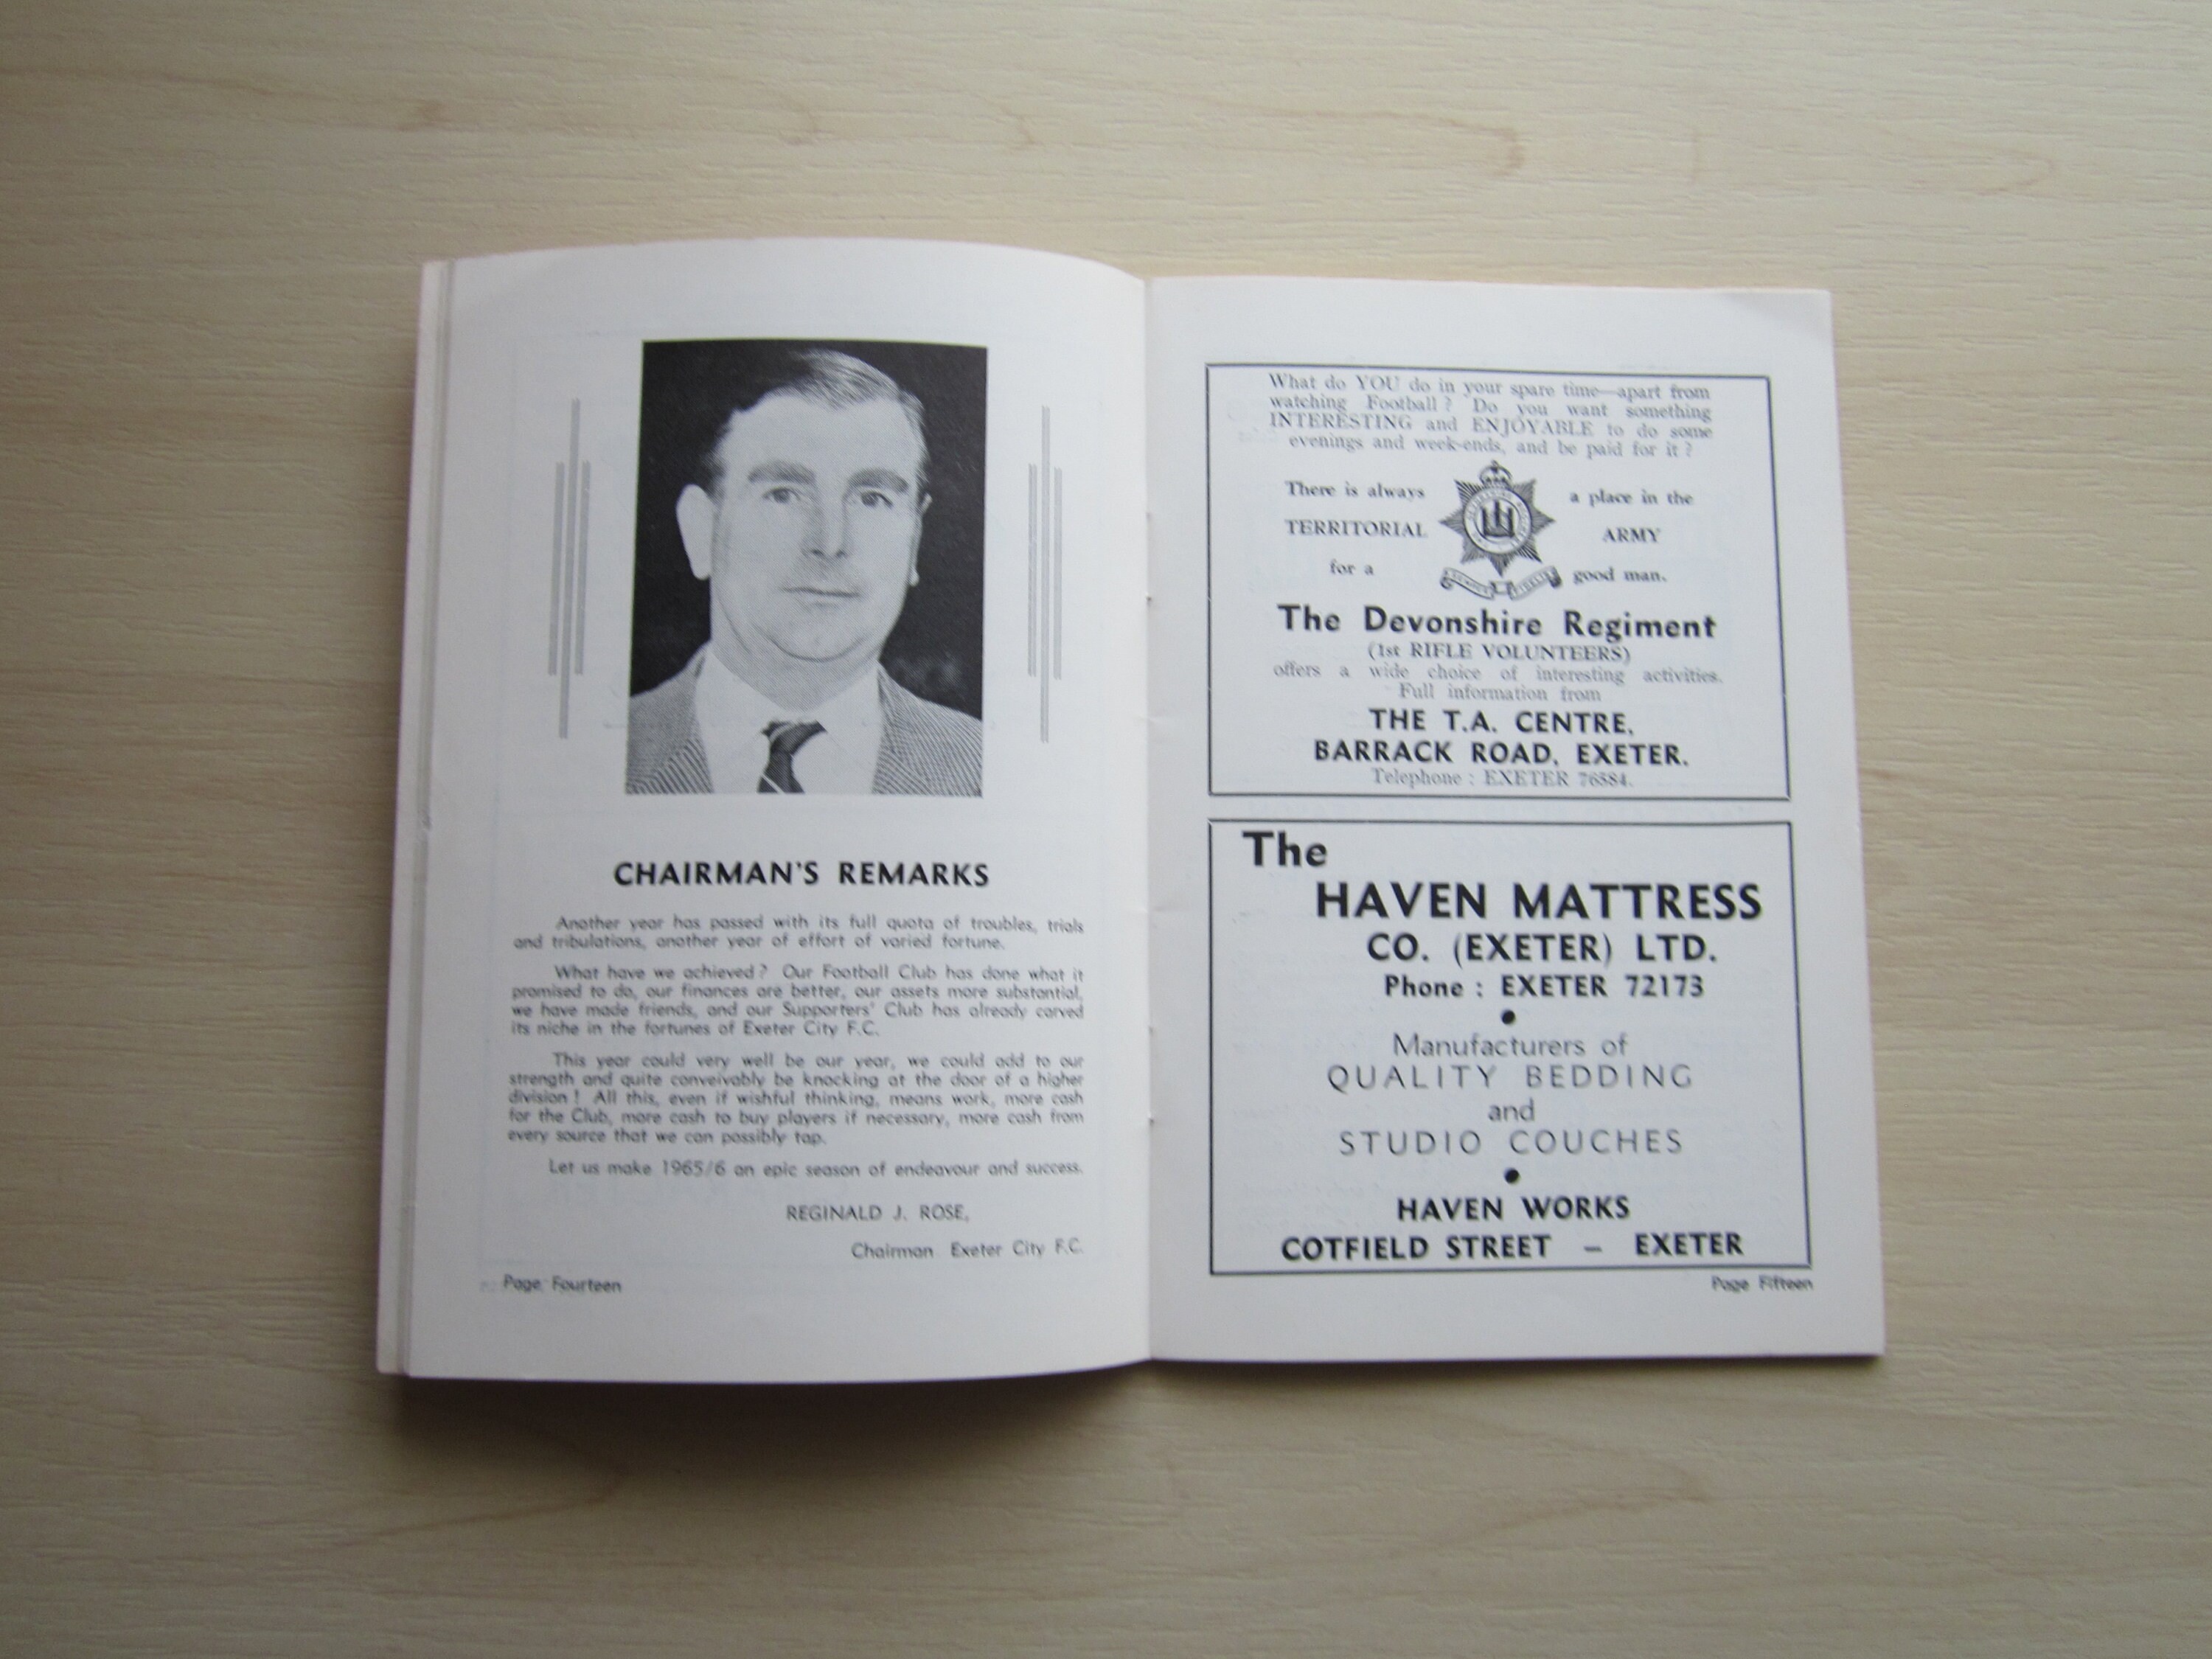 CHAIRMAN'S REMARKS
Another year has passed with its full quota of troubles, trials
and tribulations, another year of effort of varied fortune.
What have we achieved? Our Football Club has done what it
promised to do, our finances are better, our assets more substantial,
we have made friends, and our Supporters' Club has already carved
its niche in the fortunes of Exeter City F.C.
This year could very well be our year, we could add to our
strength and quite conveivably be knocking at the door of a higher
division! All this, even if wishful thinking, means work, more cash
for the Club, more cash to buy players if necessary, more cash from
every source that we can possibly tap.
Let us make 1965/6 an epic season of endeavour and success.
REGINALD J. ROSE,
Chairman Exeter City F.C.
Page Fourteen
What do YOU do in your spare time—apart from
watching Football? Do you want something
INTERESTING and ENJOYABLE to do some
evenings and week-ends, and be paid for it?
There is always a place in the
TERRITORIAL ARMY
for a good man.
The Devonshire Regiment
(1st RIFLE VOLUNTEERS)
offers a wide choice of interesting activities.
Full information from
THE T.A. CENTRE,
BARRACK ROAD, EXETER.
Telephone : EXETER 76584.
The
HAVEN MATTRESS
CO. (EXETER) LTD.
Phone : EXETER 72173
Manufacturers of
QUALITY BEDDING
and
STUDIO COUCHES
HAVEN WORKS
COTFIELD STREET – EXETER
Page Fifteen